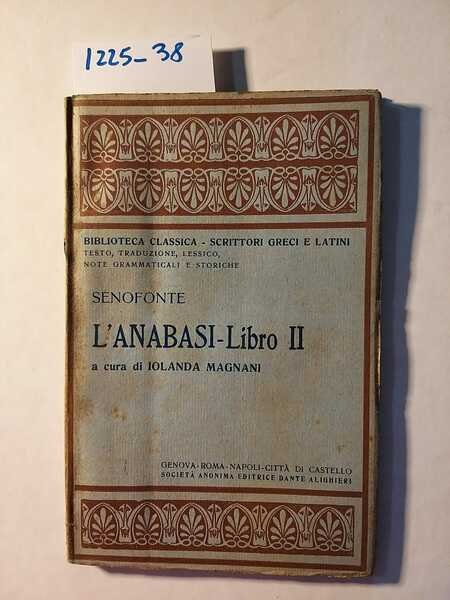 1225-38
BIBLIOTECA CLASSICA - SCRITTORI GRECI E LATINI
TESTO, TRADUZIONE, LESSICO,
NOTE GRAMMATICALI E STORICHE
SENOFONTE
L'ANABASI-Libro II
a cura di IOLANDA MAGNANI
GENOVA-ROMA-NAPOLI-CITTÀ DI CASTELLO
SOCIETÀ ANONIMA EDITRICE DANTE ALIGHIERI